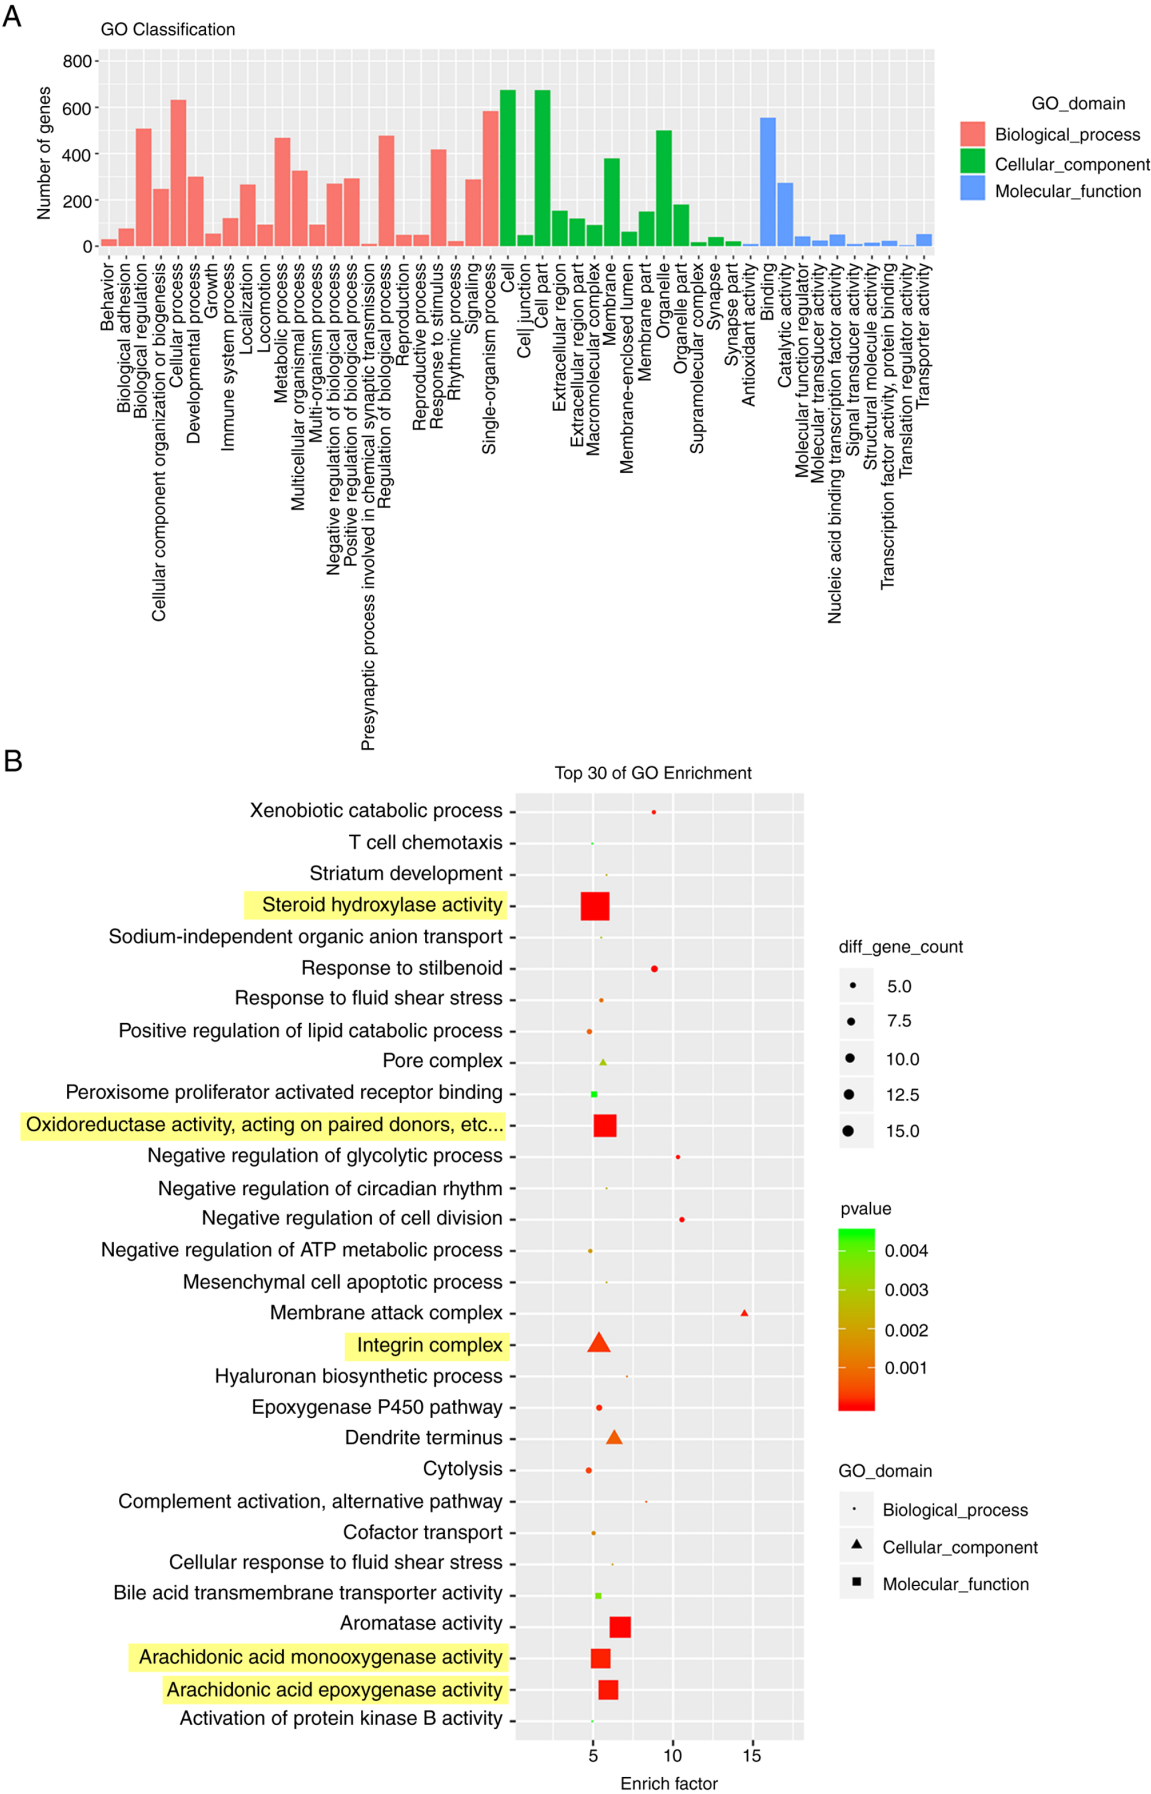 A
GO Classification
Number of genes
800
600
400
200
0
Behavior
Biological adhesion
Biological regulation
Cellular component organization or biogenesis
Cellular process
Developmental process
Growth
Immune system process
Localization
Locomotion
Metabolic process
Multicellular organismal process
Multi-organism process
Negative regulation of biological process
Positive regulation of biological process
Presynaptic process involved in chemical synaptic transmission
Regulation of biological process
Reproduction
Reproductive process
Response to stimulus
Rhythmic process
Signaling
Single-organism process
Cell
Cell junction
Cell part
Extracellular region
Extracellular region part
Macromolecular complex
Membrane
Membrane-enclosed lumen
Membrane part
Organelle
Organelle part
Supramolecular complex
Synapse
Synapse part
Antioxidant activity
Binding
Catalytic activity
Molecular function regulator
Molecular transducer activity
Nucleic acid binding transcription factor activity
Signal transducer activity
Structural molecule activity
Transcription factor activity, protein binding
Translation regulator activity
Transporter activity
GO_domain
Biological_process
Cellular_component
Molecular_function
B
Top 30 of GO Enrichment
Xenobiotic catabolic process
T cell chemotaxis
Striatum development
Steroid hydroxylase activity
Sodium-independent organic anion transport
Response to stilbenoid
Response to fluid shear stress
Positive regulation of lipid catabolic process
Pore complex
Peroxisome proliferator activated receptor binding
Oxidoreductase activity, acting on paired donors, etc...
Negative regulation of glycolytic process
Negative regulation of circadian rhythm
Negative regulation of cell division
Negative regulation of ATP metabolic process
Mesenchymal cell apoptotic process
Membrane attack complex
Integrin complex
Hyaluronan biosynthetic process
Epoxygenase P450 pathway
Dendrite terminus
Cytolysis
Complement activation, alternative pathway
Cofactor transport
Cellular response to fluid shear stress
Bile acid transmembrane transporter activity
Aromatase activity
Arachidonic acid monooxygenase activity
Arachidonic acid epoxygenase activity
Activation of protein kinase B activity
5
10
15
Enrich factor
diff_gene_count
5.0
7.5
10.0
12.5
15.0
pvalue
0.004
0.003
0.002
0.001
GO_domain
Biological_process
Cellular_component
Molecular_function